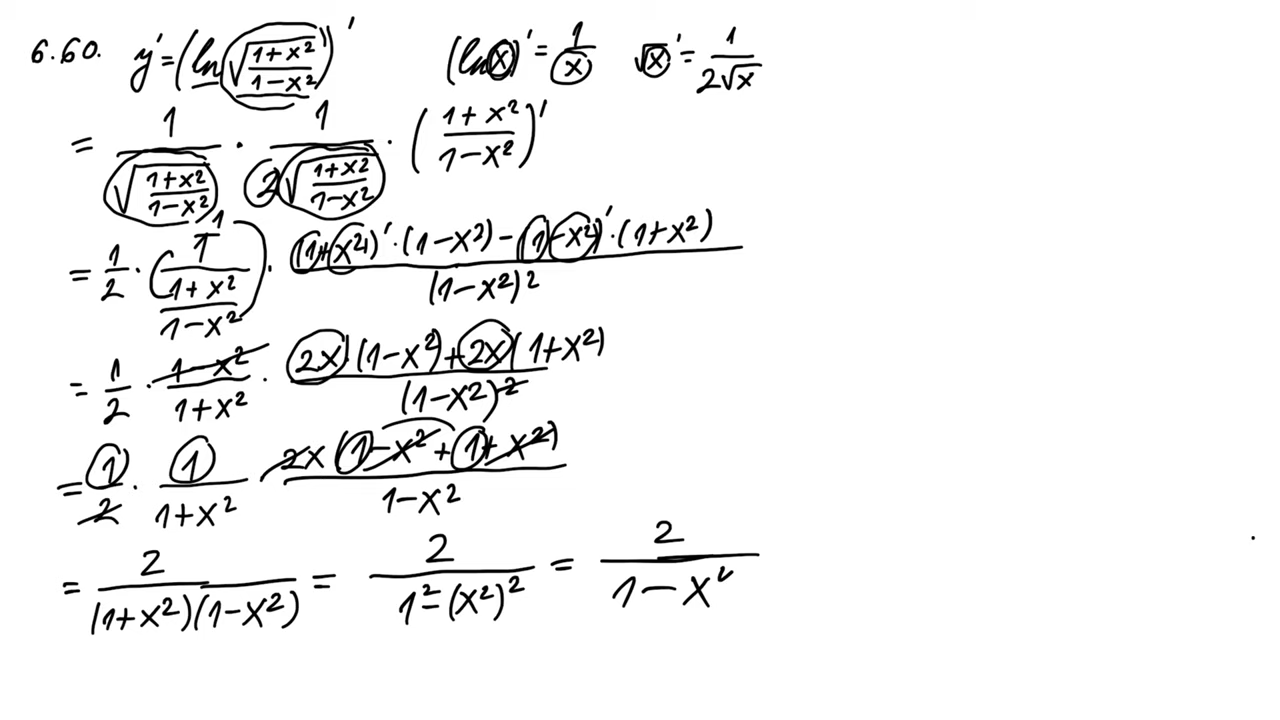 6.60. y' = (ln √((1+x²)/(1-x²)))' (ln x)' = 1/x √x' = 1/(2√x)
= 1/√((1+x²)/(1-x²)) · 1/(2√((1+x²)/(1-x²))) · ((1+x²)/(1-x²))'
= 1/2 · (1/((1+x²)/(1-x²)))¹ · ((1+x²)'·(1-x²) - (1-x²)'·(1+x²))/(1-x²)²
= 1/2 · (1-x²)/(1+x²) · (2x·(1-x²)+2x(1+x²))/(1-x²)²
= 1/2 · 1/(1+x²) · 2x(1-x²+1+x²)/(1-x²)
= 2/((1+x²)(1-x²)) = 2/(1²-(x²)²) = 2/(1-x²)